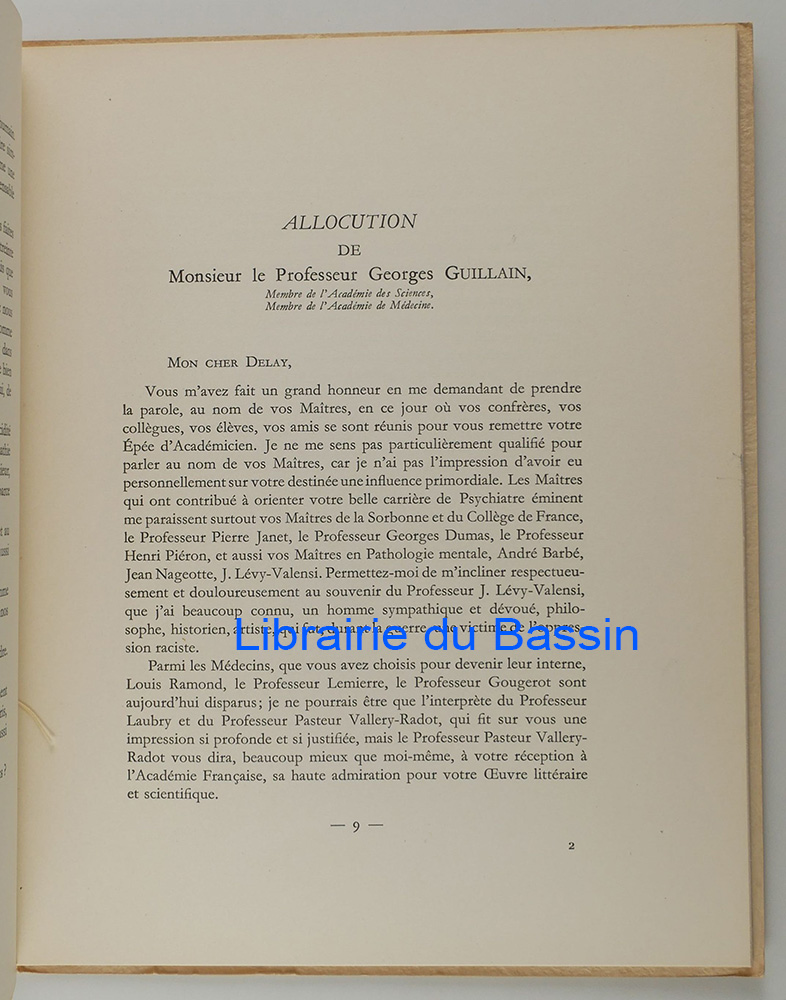 ALLOCUTION
DE
Monsieur le Professeur Georges GUILLAIN,
Membre de l'Académie des Sciences,
Membre de l'Académie de Médecine.
MON CHER DELAY,
Vous m'avez fait un grand honneur en me demandant de prendre
la parole, au nom de vos Maîtres, en ce jour où vos confrères, vos
collègues, vos élèves, vos amis se sont réunis pour vous remettre votre
Épée d'Académicien. Je ne me sens pas particulièrement qualifié pour
parler au nom de vos Maîtres, car je n'ai pas l'impression d'avoir eu
personnellement sur votre destinée une influence primordiale. Les Maîtres
qui ont contribué à orienter votre belle carrière de Psychiatre éminent
me paraissent surtout vos Maîtres de la Sorbonne et du Collège de France,
le Professeur Pierre Janet, le Professeur Georges Dumas, le Professeur
Henri Piéron, et aussi vos Maîtres en Pathologie mentale, André Barbé,
Jean Nageotte, J. Lévy-Valensi. Permettez-moi de m'incliner respectueu-
sement et douloureusement au souvenir du Professeur J. Lévy-Valensi,
que j'ai beaucoup connu, un homme sympathique et dévoué, philo-
sophe, historien, artiste, qui fut, durant la guerre, une victime de l'oppres-
sion raciste.
Librairie du Bassin
Parmi les Médecins, que vous avez choisis pour devenir leur interne,
Louis Ramond, le Professeur Lemierre, le Professeur Gougerot sont
aujourd'hui disparus; je ne pourrais être que l'interprète du Professeur
Laubry et du Professeur Pasteur Vallery-Radot, qui fit sur vous une
impression si profonde et si justifiée, mais le Professeur Pasteur Vallery-
Radot vous dira, beaucoup mieux que moi-même, à votre réception à
l'Académie Française, sa haute admiration pour votre Œuvre littéraire
et scientifique.
— 9 —
2